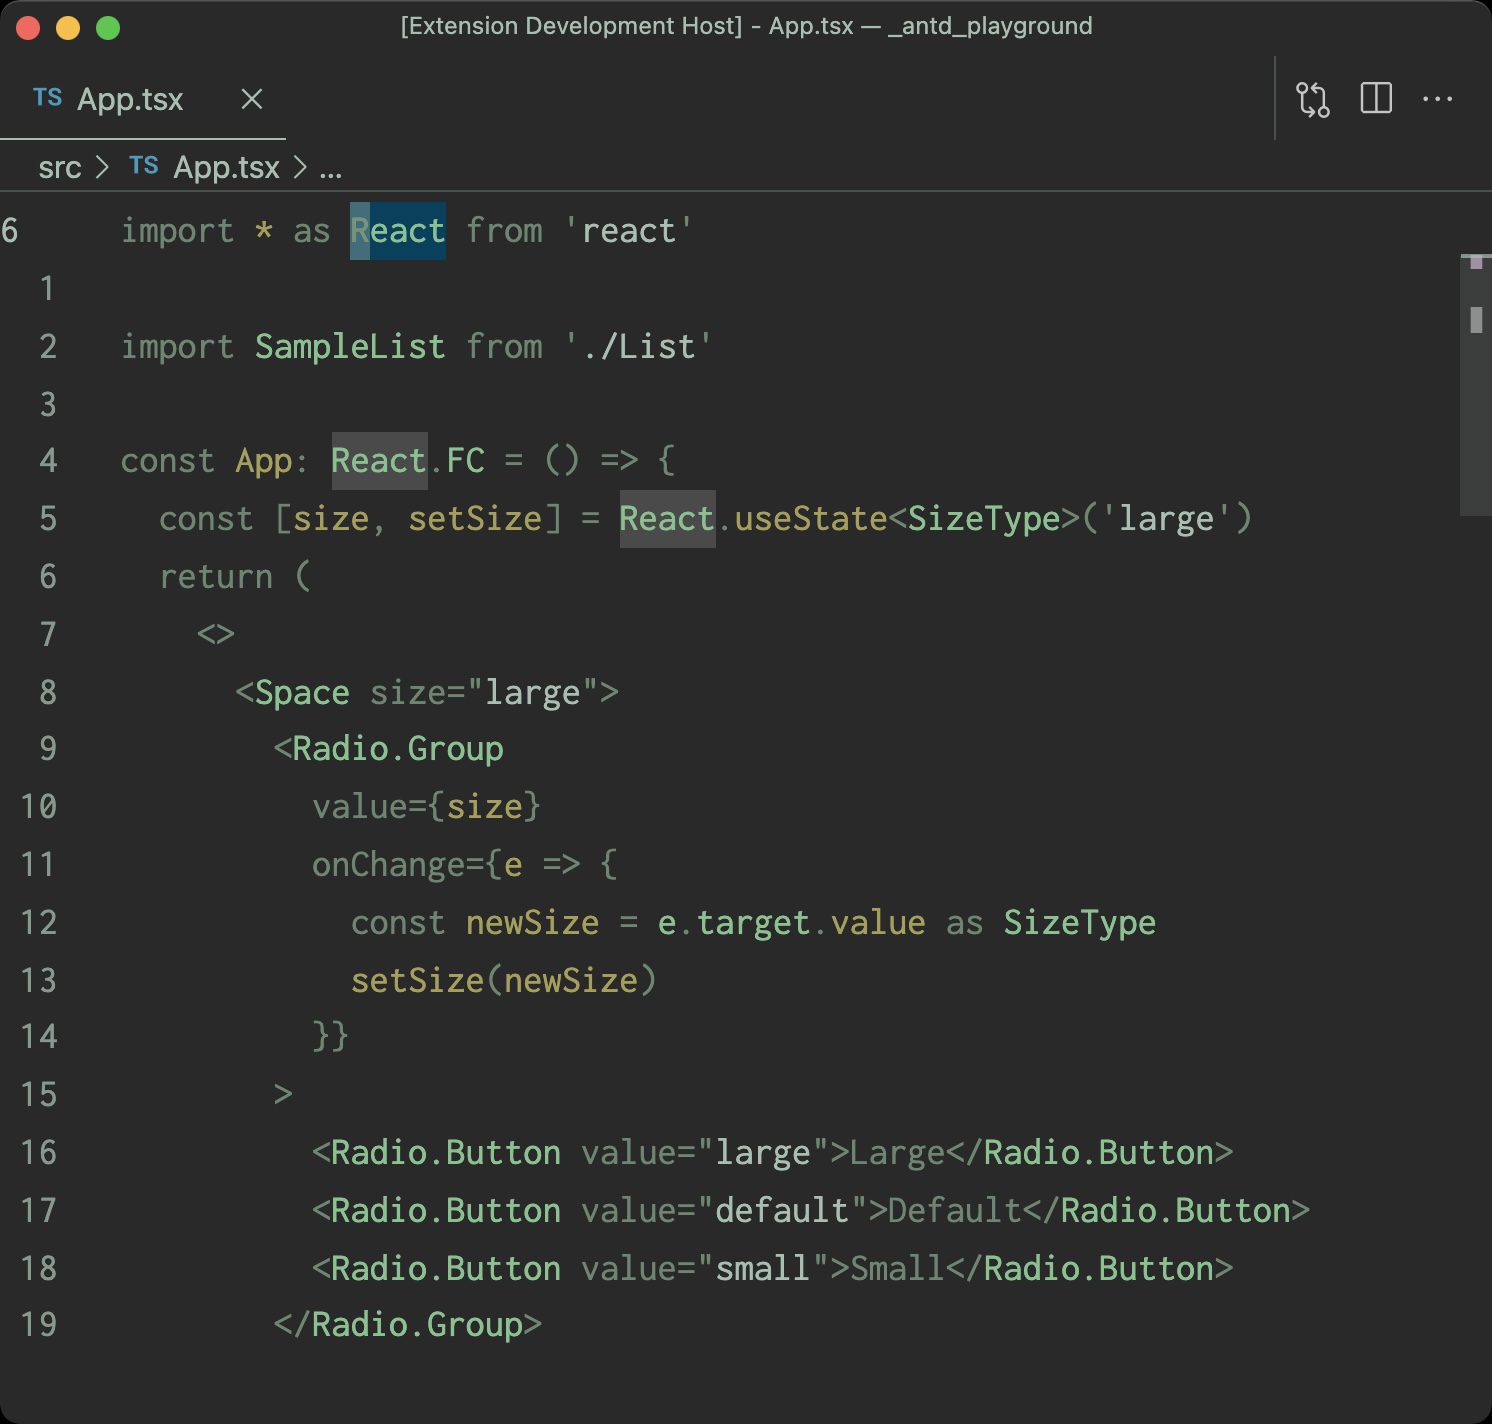 [Extension Development Host] - App.tsx — _antd_playground
TS App.tsx
src > TS App.tsx > ...
6 import * as React from 'react'
1
2 import SampleList from './List'
3
4 const App: React.FC = () => {
5 const [size, setSize] = React.useState<SizeType>('large')
6 return (
7 <>
8 <Space size="large">
9 <Radio.Group
10 value={size}
11 onChange={e => {
12 const newSize = e.target.value as SizeType
13 setSize(newSize)
14 }}
15 >
16 <Radio.Button value="large">Large</Radio.Button>
17 <Radio.Button value="default">Default</Radio.Button>
18 <Radio.Button value="small">Small</Radio.Button>
19 </Radio.Group>